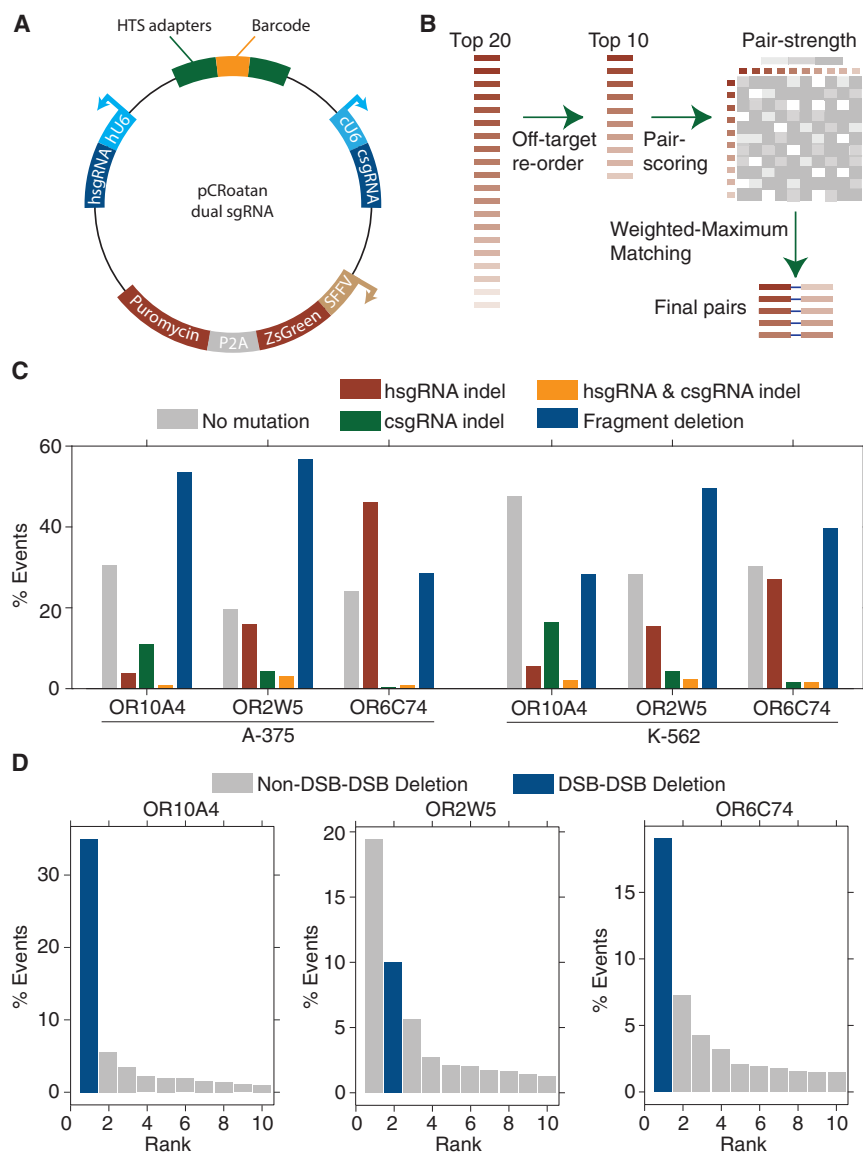 A
HTS adapters
Barcode
hU6
cU6
hsgRNA
csgRNA
pCRoatan
dual sgRNA
SFFV
Puromycin
P2A
ZsGreen
B
Top 20
Top 10
Pair-strength
Off-target
re-order
Pair-
scoring
Weighted-Maximum
Matching
Final pairs
C
No mutation
hsgRNA indel
csgRNA indel
hsgRNA & csgRNA indel
Fragment deletion
% Events
60
40
20
0
OR10A4
OR2W5
OR6C74
OR10A4
OR2W5
OR6C74
A-375
K-562
D
Non-DSB-DSB Deletion
DSB-DSB Deletion
OR10A4
% Events
30
20
10
0
0 2 4 6 8 10
Rank
OR2W5
% Events
20
15
10
5
0
0 2 4 6 8 10
Rank
OR6C74
% Events
15
10
5
0
0 2 4 6 8 10
Rank